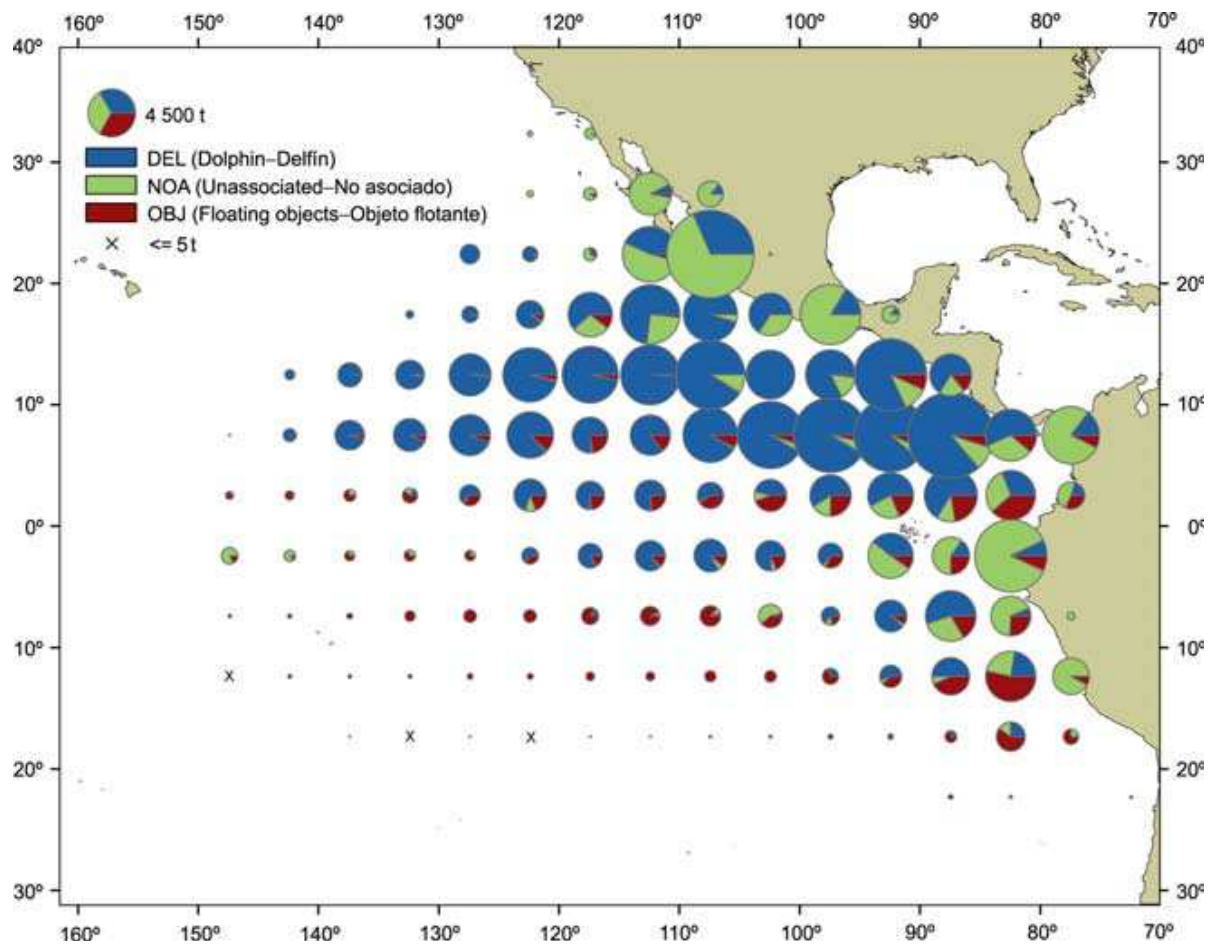 160º 150º 140º 130º 120º 110º 100º 90º 80º 70º
40º 40º
4 500 t
DEL (Dolphin–Delfín)
30º 30º
NOA (Unassociated–No asociado)
OBJ (Floating objects–Objeto flotante)
X <= 5 t
20º 20º
10º 10º
0º 0º
10º 10º
X
X X
20º 20º
30º 30º
160º 150º 140º 130º 120º 110º 100º 90º 80º 70º